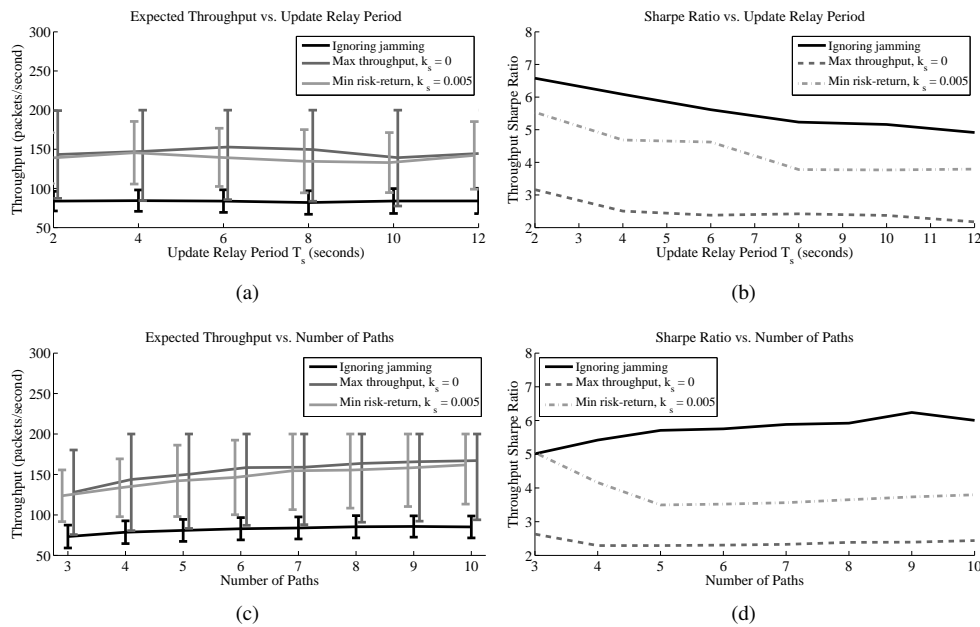 Expected Throughput vs. Update Relay Period
300
250
200
150
100
50
2
4
6
8
10
12
Throughput (packets/second)
Update Relay Period T_s (seconds)
Ignoring jamming
Max throughput, k_s = 0
Min risk-return, k_s = 0.005
(a)
Sharpe Ratio vs. Update Relay Period
8
7
6
5
4
3
2
2
3
4
5
6
7
8
9
10
11
12
Throughput Sharpe Ratio
Update Relay Period T_s (seconds)
Ignoring jamming
Max throughput, k_s = 0
Min risk-return, k_s = 0.005
(b)
Expected Throughput vs. Number of Paths
300
250
200
150
100
50
3
4
5
6
7
8
9
10
Throughput (packets/second)
Number of Paths
Ignoring jamming
Max throughput, k_s = 0
Min risk-return, k_s = 0.005
(c)
Sharpe Ratio vs. Number of Paths
8
7
6
5
4
3
2
3
4
5
6
7
8
9
10
Throughput Sharpe Ratio
Number of Paths
Ignoring jamming
Max throughput, k_s = 0
Min risk-return, k_s = 0.005
(d)